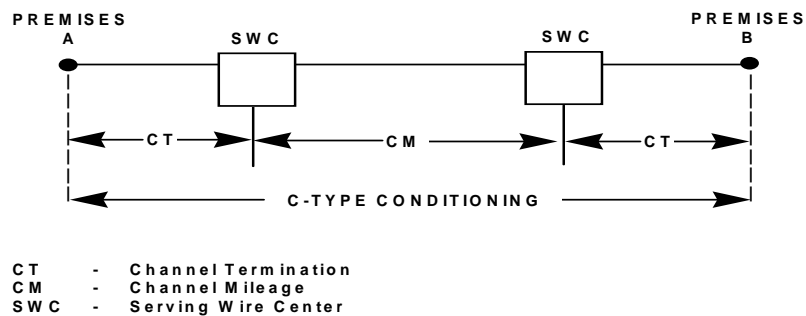 PREMISES A
SWC
SWC
PREMISES B
CT
CM
CT
C-TYPE CONDITIONING
CT - Channel Termination
CM - Channel Mileage
SWC - Serving Wire Center